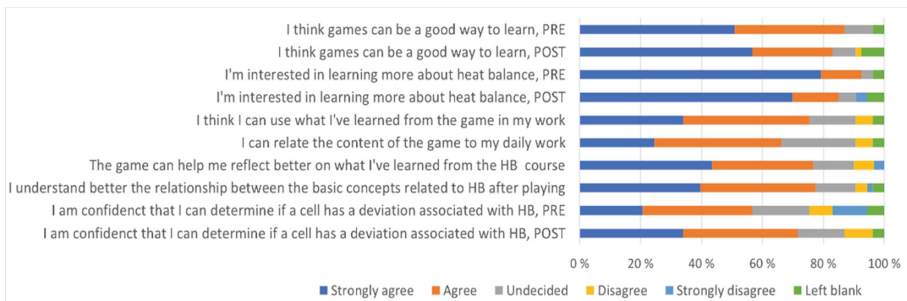 I think games can be a good way to learn, PRE
I think games can be a good way to learn, POST
I'm interested in learning more about heat balance, PRE
I'm interested in learning more about heat balance, POST
I think I can use what I've learned from the game in my work
I can relate the content of the game to my daily work
The game can help me reflect better on what I've learned from the HB course
I understand better the relationship between the basic concepts related to HB after playing
I am confidenct that I can determine if a cell has a deviation associated with HB, PRE
I am confidenct that I can determine if a cell has a deviation associated with HB, POST
0 % 20 % 40 % 60 % 80 % 100 %
Strongly agree Agree Undecided Disagree Strongly disagree Left blank